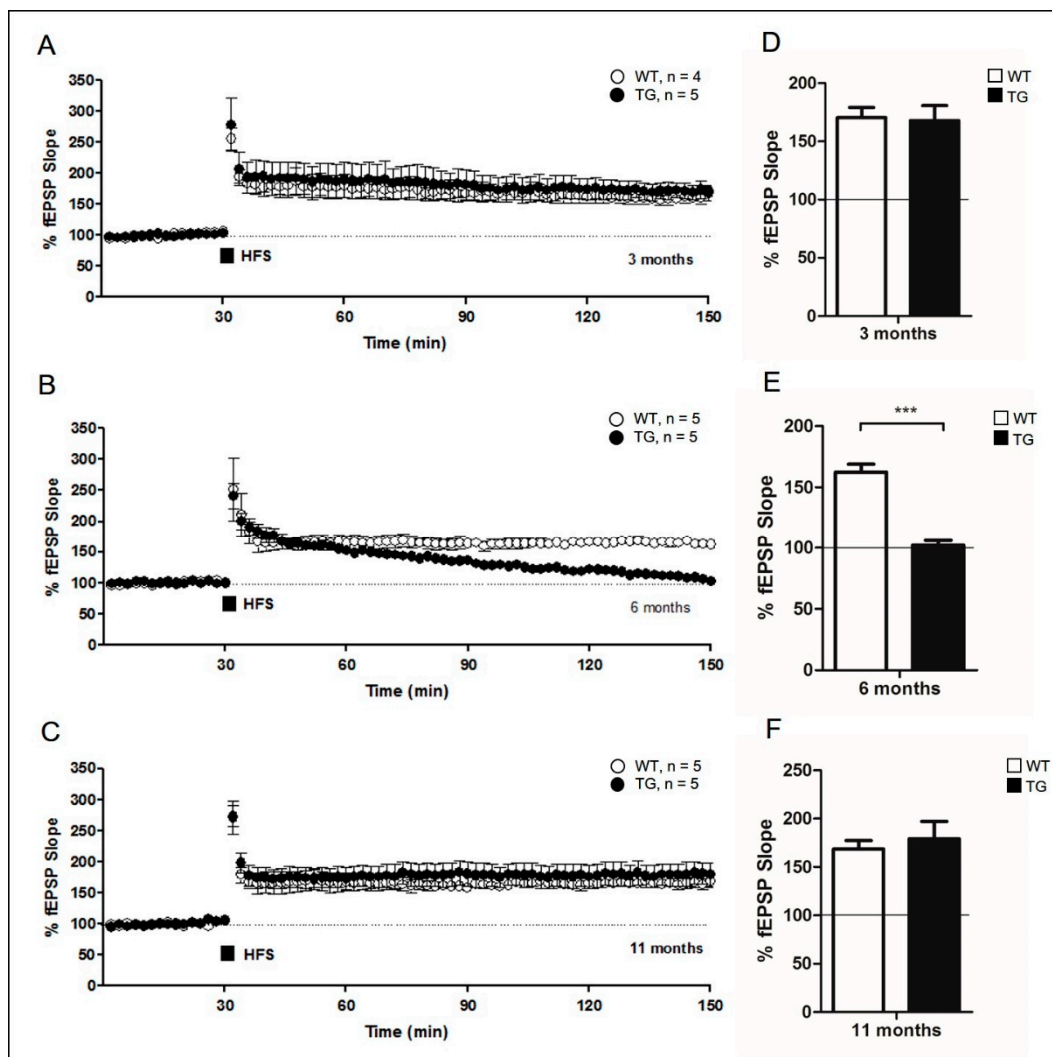 A
WT, n = 4
TG, n = 5
% fEPSP Slope
350
300
250
200
150
100
50
0
HFS
3 months
30
60
90
120
150
Time (min)
D
WT
TG
% fEPSP Slope
200
150
100
50
0
3 months
B
WT, n = 5
TG, n = 5
% fEPSP Slope
350
300
250
200
150
100
50
0
HFS
6 months
30
60
90
120
150
Time (min)
E
WT
TG
***
% fEPSP Slope
200
150
100
50
0
6 months
C
WT, n = 5
TG, n = 5
% fEPSP Slope
350
300
250
200
150
100
50
0
HFS
11 months
30
60
90
120
150
Time (min)
F
WT
TG
% fEPSP Slope
250
200
150
100
50
0
11 months